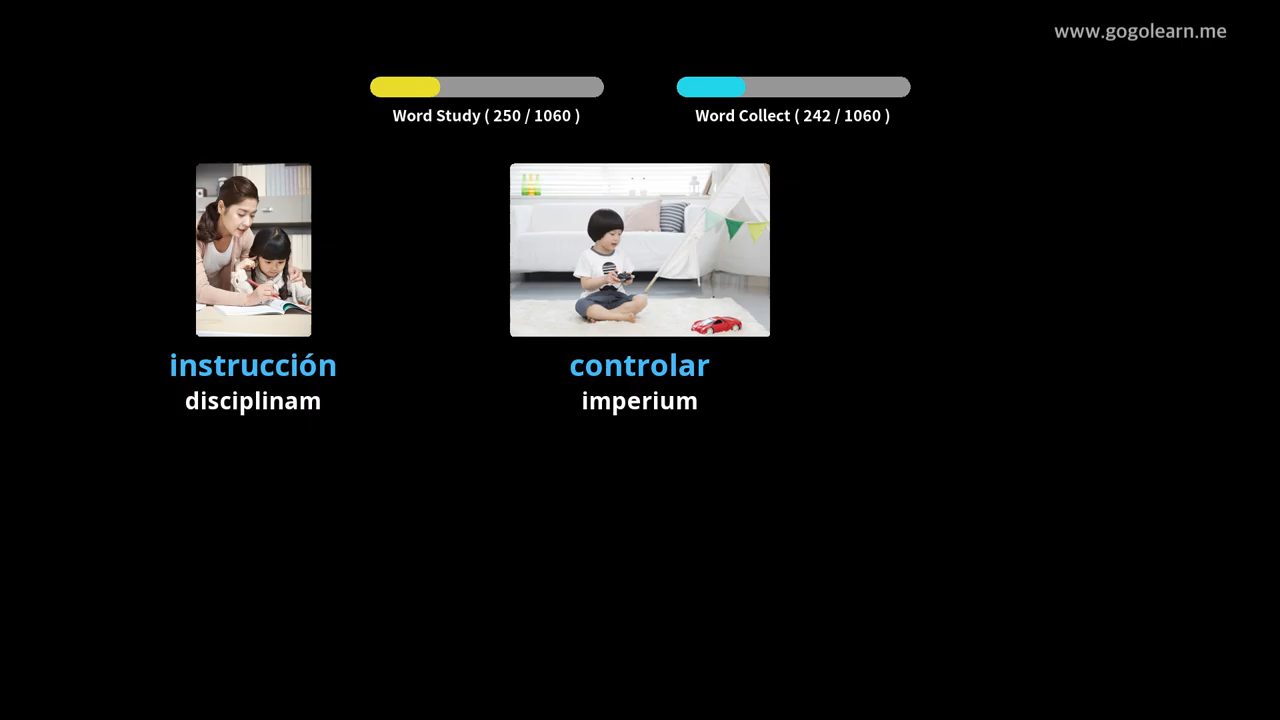 www.gogolearn.me
Word Study ( 250 / 1060 )
Word Collect ( 242 / 1060 )
instrucción
disciplinam
controlar
imperium